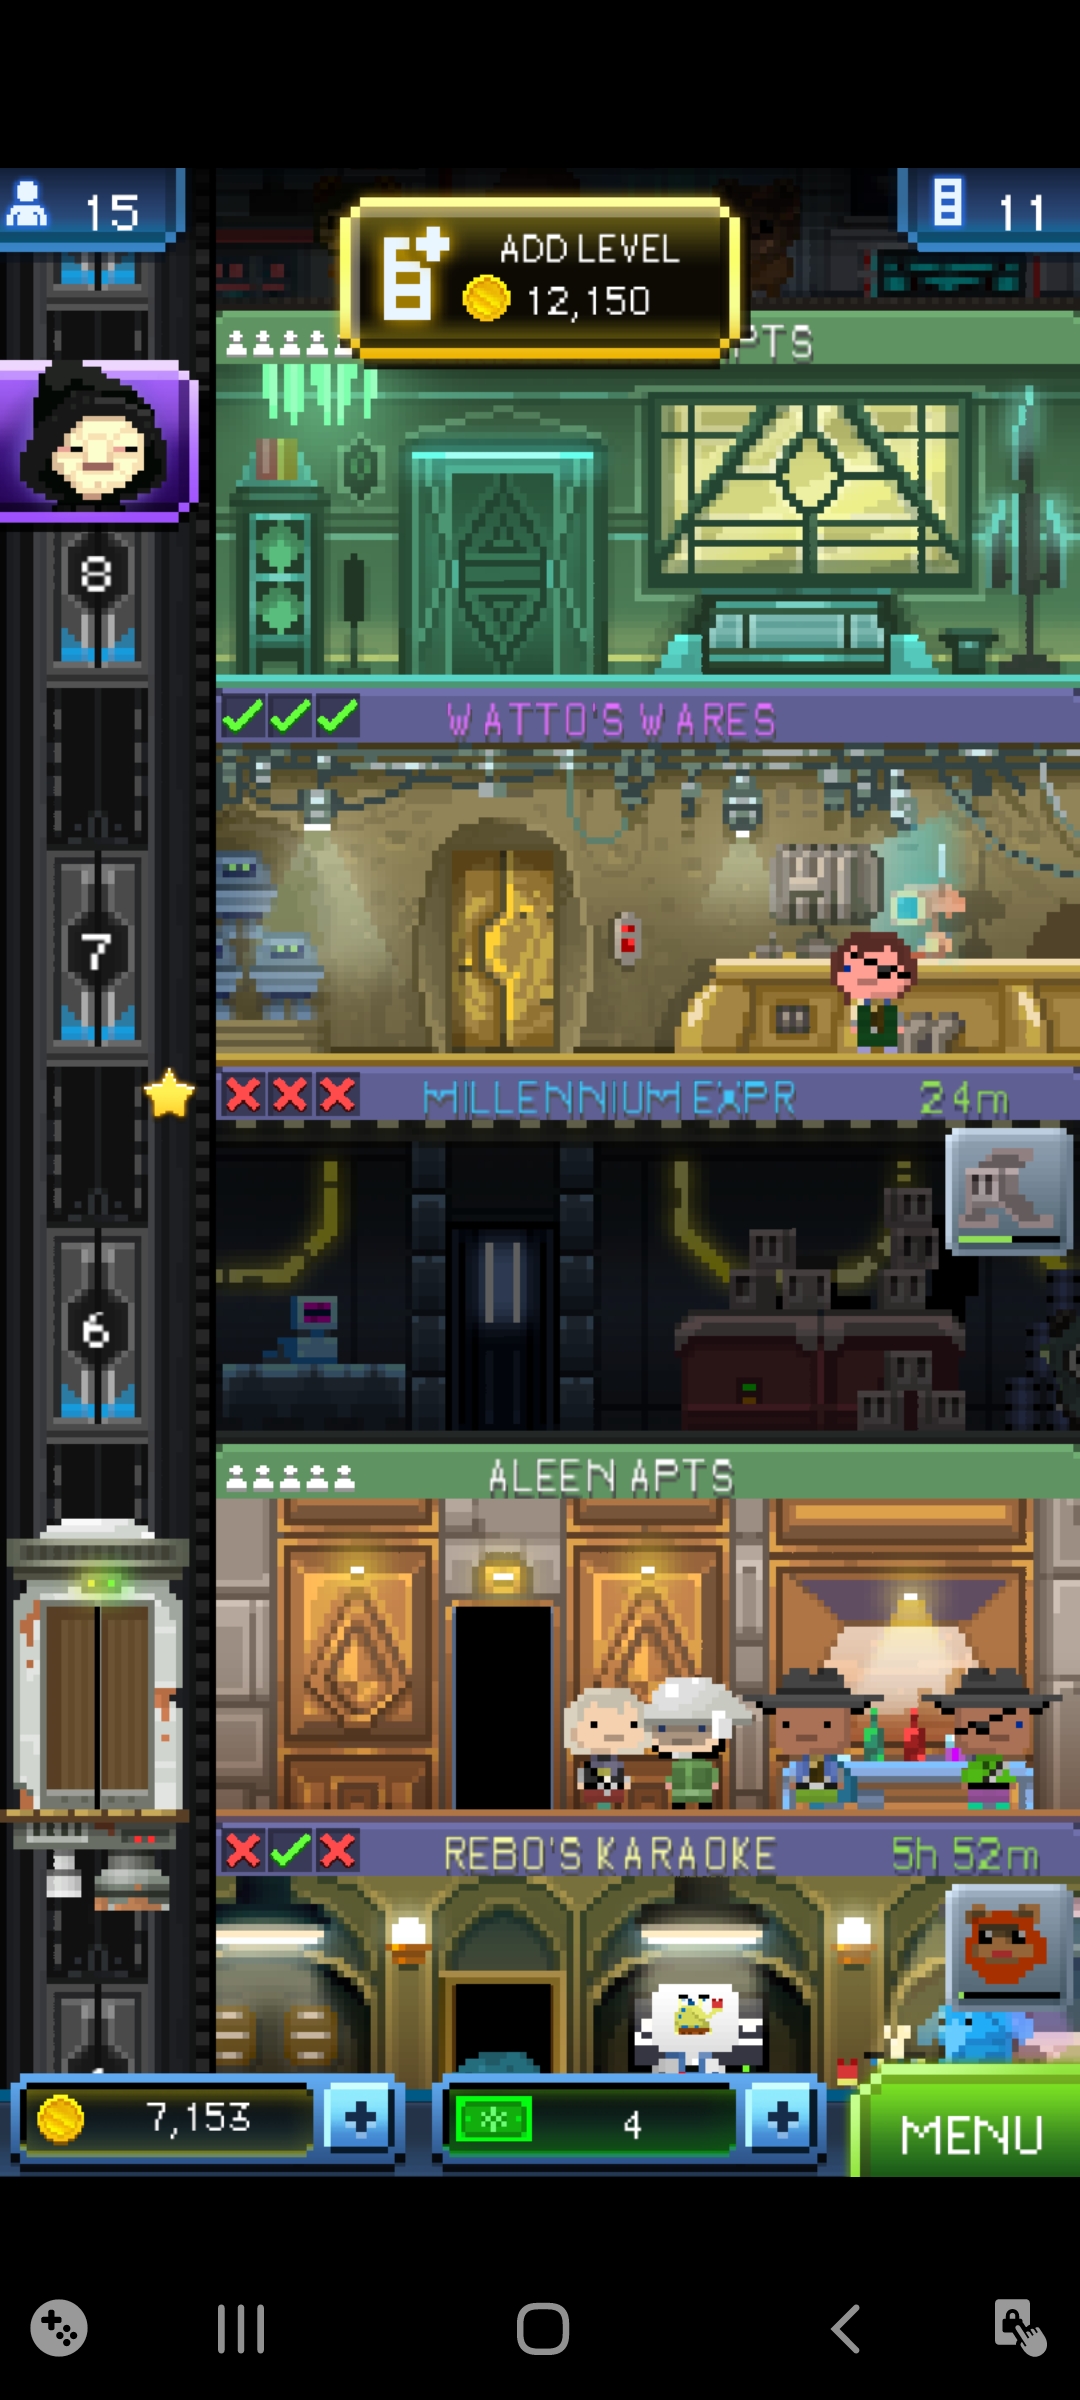 15
11
ADD LEVEL
12,150
PTS
8
WATTO'S WARES
7
MILLENNIUM EXPR 24m
6
ALEEN APTS
REBO'S KARAOKE 5h 52m
7,153
4
MENU